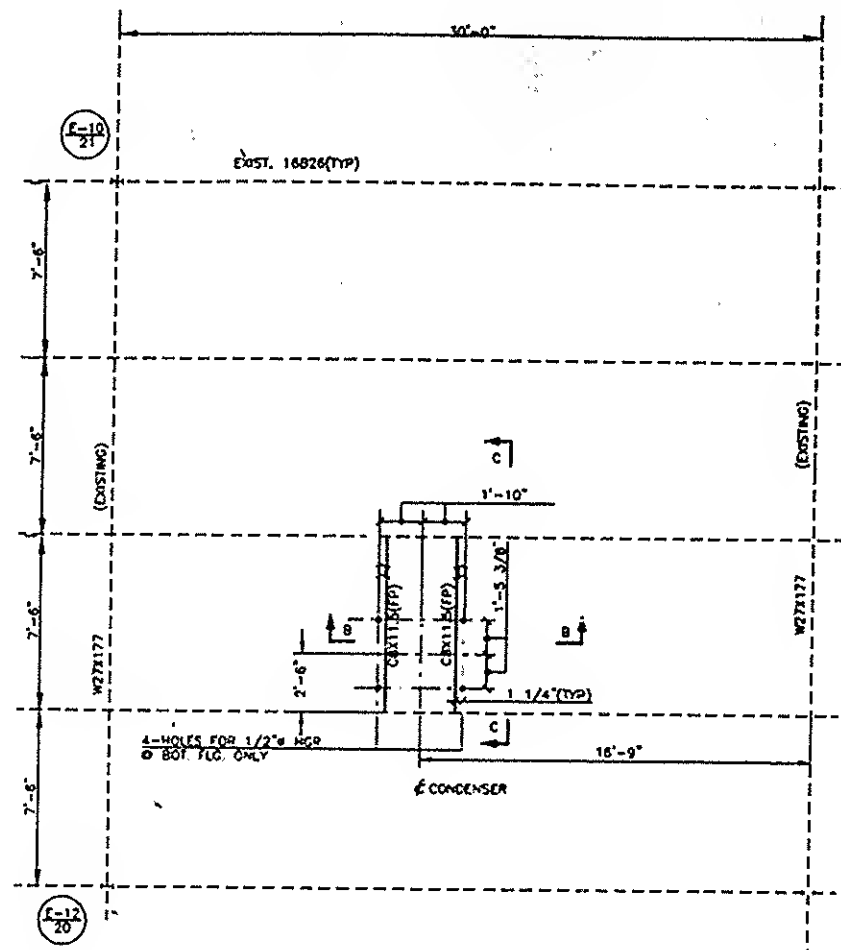 30'-0"
E-10
21
EXIST. 16B26(TYP)
7'-6"
7'-6"
(EXISTING)
(EXISTING)
C
1'-10"
7'-6"
C8X11.5(FP)
C8X11.5(FP)
1'-5 3/8"
B
B
W27X177
W27X177
2'-6"
1 1/4"(TYP)
4-HOLES FOR 1/2"ø HGR
@ BOT. FLG. ONLY
C
16'-9"
7'-6"
℄ CONDENSER
E-12
20